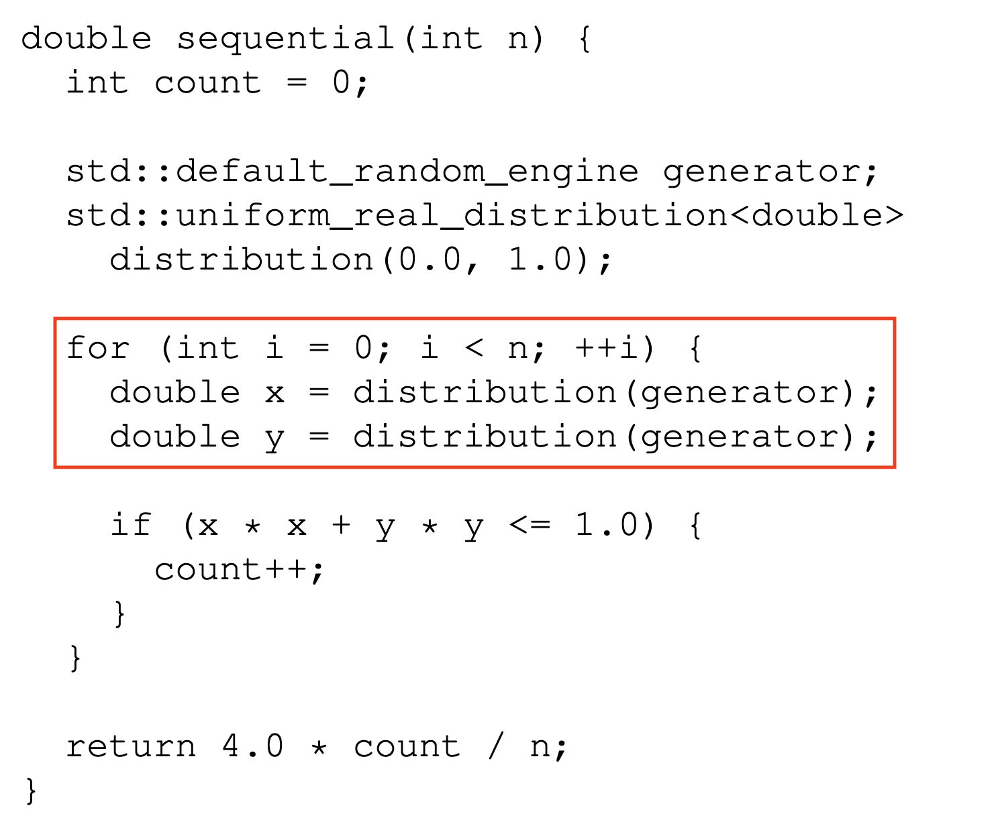 double sequential(int n) {
  int count = 0;

  std::default_random_engine generator;
  std::uniform_real_distribution<double>
    distribution(0.0, 1.0);

  for (int i = 0; i < n; ++i) {
    double x = distribution(generator);
    double y = distribution(generator);

    if (x * x + y * y <= 1.0) {
      count++;
    }
  }

  return 4.0 * count / n;
}